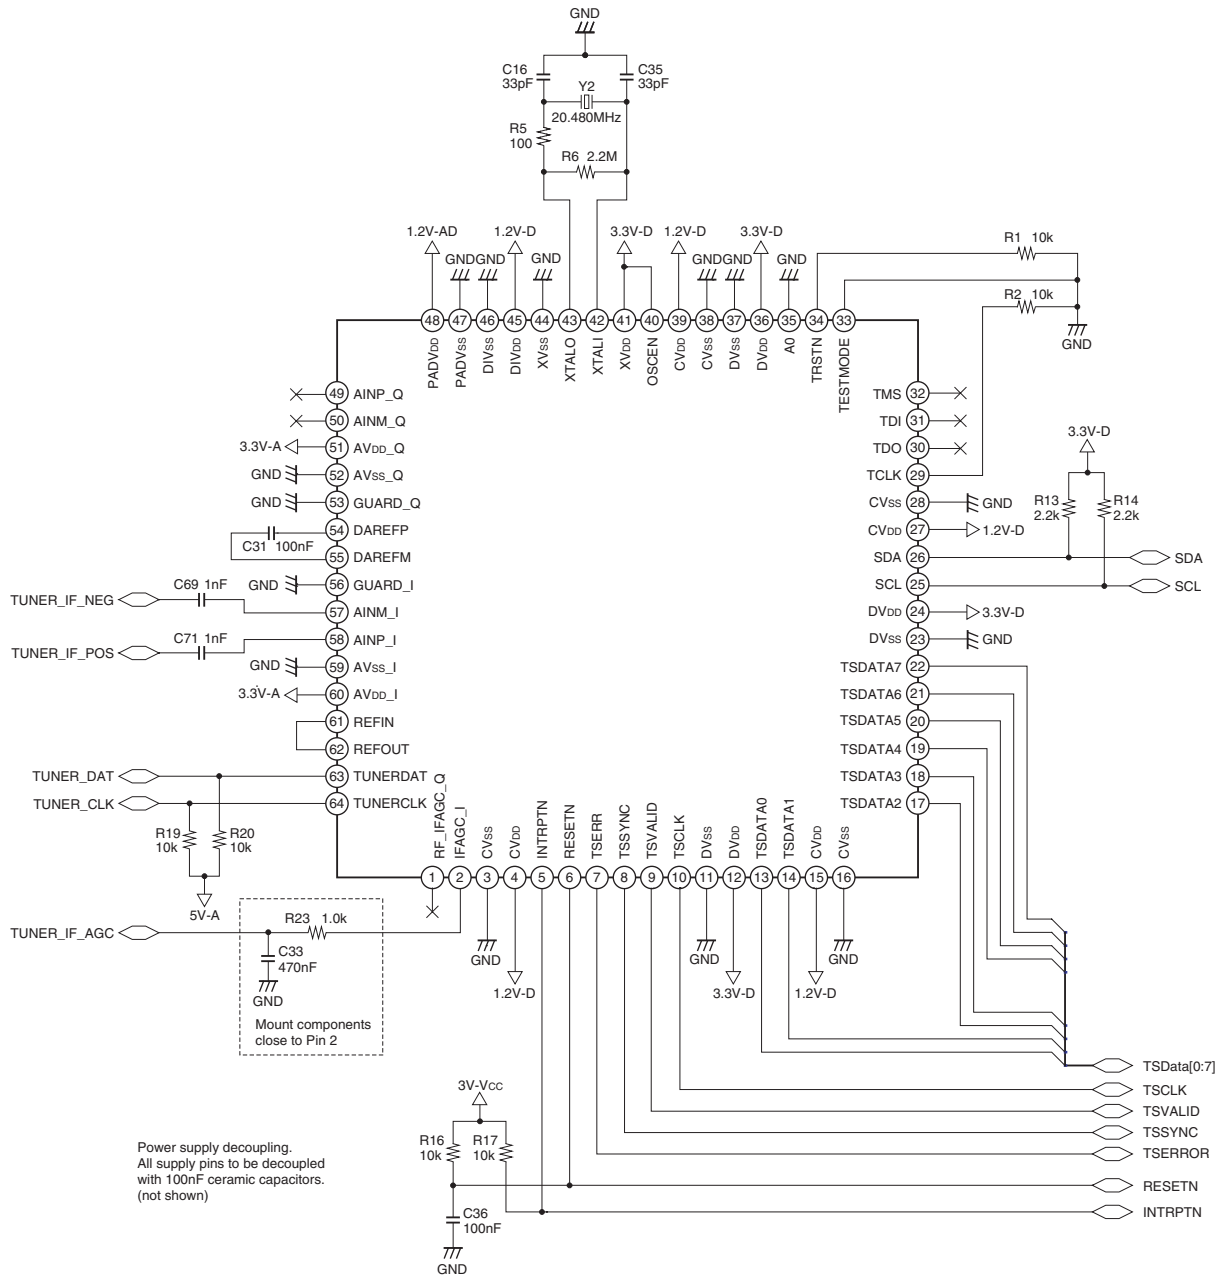 GND
C16
33pF
C35
33pF
Y2
20.480MHz
R5
100
R6 2.2M
1.2V-AD
GND
GND
1.2V-D
GND
3.3V-D
1.2V-D
GND
GND
3.3V-D
GND
R1 10k
R2 10k
GND
48 47 46 45 44 43 42 41 40 39 38 37 36 35 34 33
PADVDD
PADVSS
DIVSS
DIVDD
XVSS
XTALO
XTALI
XVDD
OSCEN
CVDD
CVSS
DVSS
DVDD
A0
TRSTN
TESTMODE
49 AINP_Q
50 AINM_Q
3.3V-A 51 AVDD_Q
GND 52 AVSS_Q
GND 53 GUARD_Q
54 DAREFP
C31 100nF
55 DAREFM
GND 56 GUARD_I
C69 1nF
TUNER_IF_NEG
57 AINM_I
C71 1nF
TUNER_IF_POS
58 AINP_I
GND 59 AVSS_I
3.3V-A 60 AVDD_I
61 REFIN
62 REFOUT
TUNER_DAT 63 TUNERDAT
TUNER_CLK 64 TUNERCLK
R19
10k
R20
10k
5V-A
TMS 32
TDI 31
TDO 30
TCLK 29
CVSS 28 GND
CVDD 27 1.2V-D
SDA 26 SDA
SCL 25 SCL
DVDD 24 3.3V-D
DVSS 23 GND
TSDATA7 22
TSDATA6 21
TSDATA5 20
TSDATA4 19
TSDATA3 18
TSDATA2 17
3.3V-D
R13
2.2k
R14
2.2k
RF_IFAGC_Q
IFAGC_I
CVSS
CVDD
INTRPTN
RESETN
TSERR
TSSYNC
TSVALID
TSCLK
DVSS
DVDD
TSDATA0
TSDATA1
CVDD
CVSS
1 2 3 4 5 6 7 8 9 10 11 12 13 14 15 16
TUNER_IF_AGC
R23 1.0k
C33
470nF
GND
Mount components
close to Pin 2
GND
1.2V-D
GND
3.3V-D
1.2V-D
GND
TSData[0:7]
TSCLK
TSVALID
TSSYNC
TSERROR
RESETN
INTRPTN
3V-VCC
R16
10k
R17
10k
C36
100nF
GND
Power supply decoupling.
All supply pins to be decoupled
with 100nF ceramic capacitors.
(not shown)